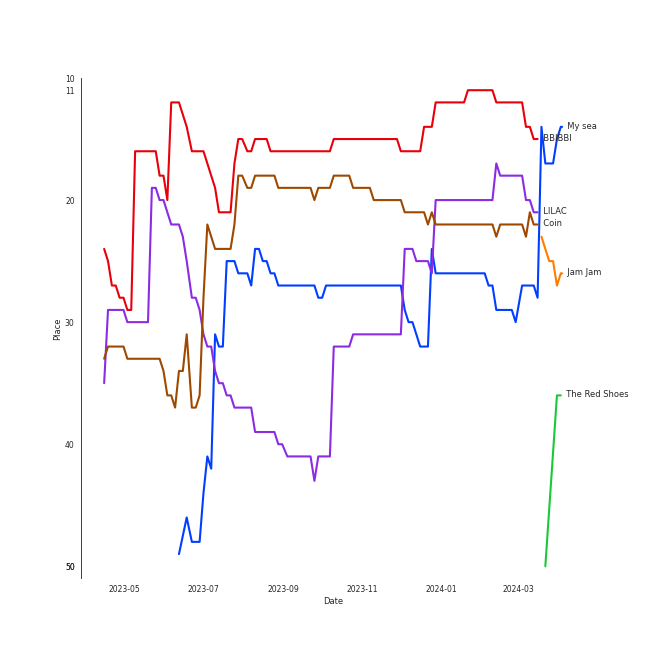 10
11
20
30
40
50
Place
2023-05
2023-07
2023-09
2023-11
2024-01
2024-03
Date
My sea
BBIBBI
LILAC
Coin
Jam Jam
The Red Shoes